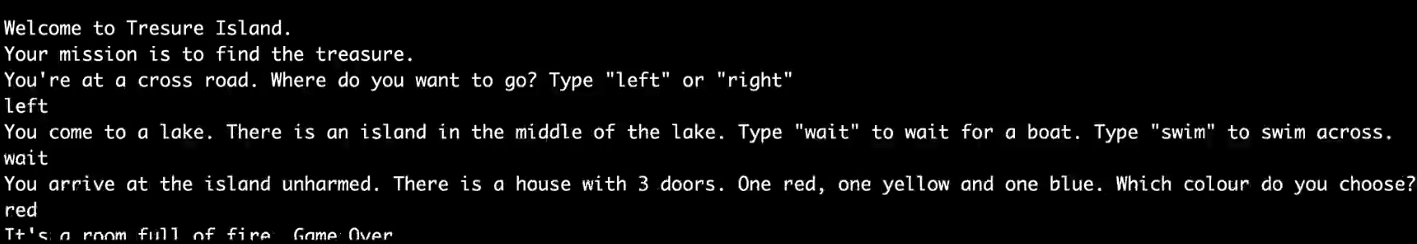 Welcome to Tresure Island.
Your mission is to find the treasure.
You're at a cross road. Where do you want to go? Type "left" or "right"
left
You come to a lake. There is an island in the middle of the lake. Type "wait" to wait for a boat. Type "swim" to swim across.
wait
You arrive at the island unharmed. There is a house with 3 doors. One red, one yellow and one blue. Which colour do you choose?
red
It's a room full of fire. Game Over